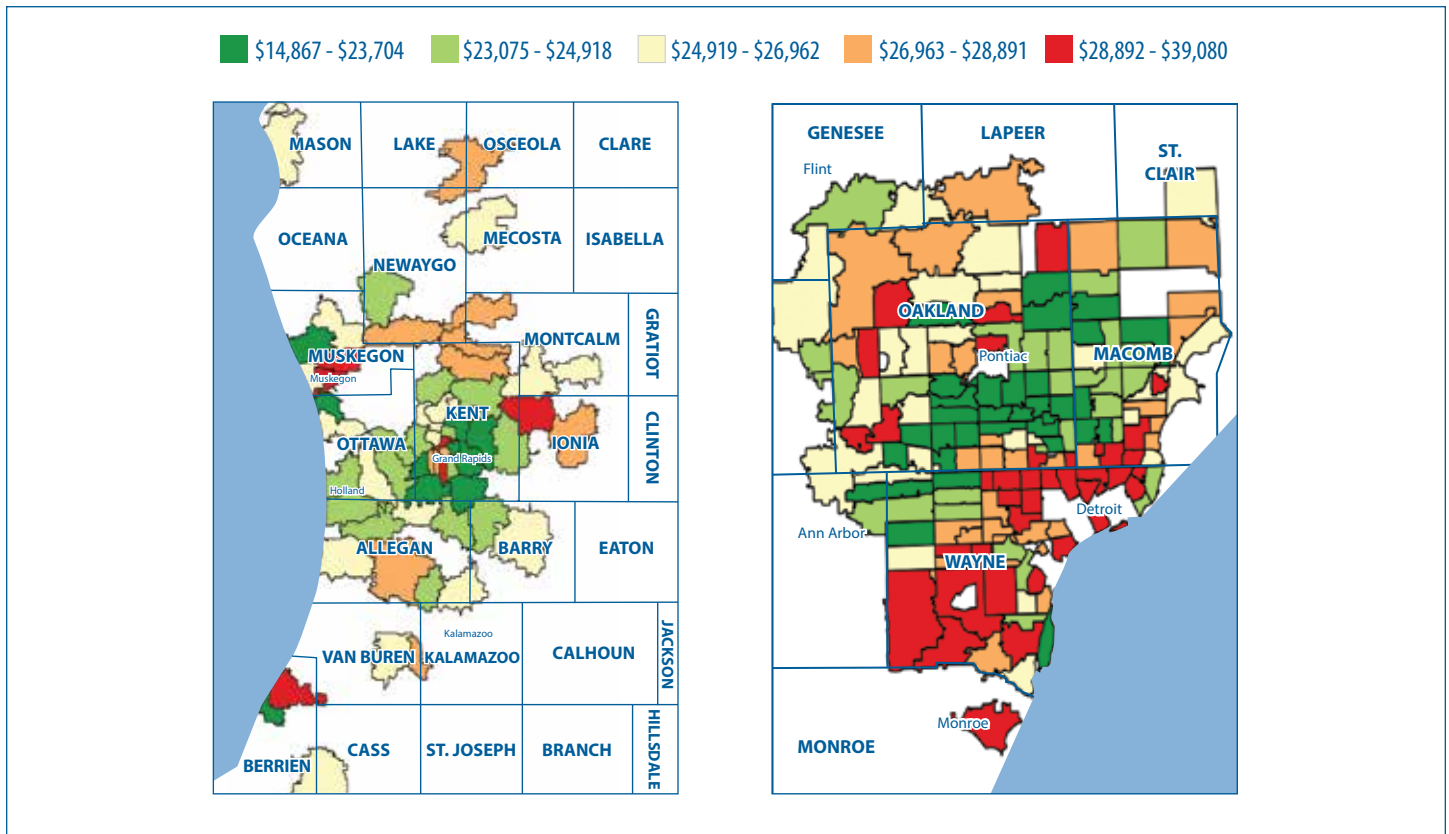 $14,867 - $23,704 $23,075 - $24,918 $24,919 - $26,962 $26,963 - $28,891 $28,892 - $39,080
MASON LAKE OSCEOLA CLARE
OCEANA MECOSTA ISABELLA
NEWAYGO
MONTCALM
GRATIOT
MUSKEGON
Muskegon
KENT
CLINTON
OTTAWA IONIA
Grand Rapids
Holland
ALLEGAN BARRY EATON
Kalamazoo
VAN BUREN KALAMAZOO CALHOUN
JACKSON
CASS ST. JOSEPH BRANCH
HILLSDALE
BERRIEN
GENESEE LAPEER
ST.
CLAIR
Flint
OAKLAND
Pontiac MACOMB
Detroit
Ann Arbor
WAYNE
Monroe
MONROE